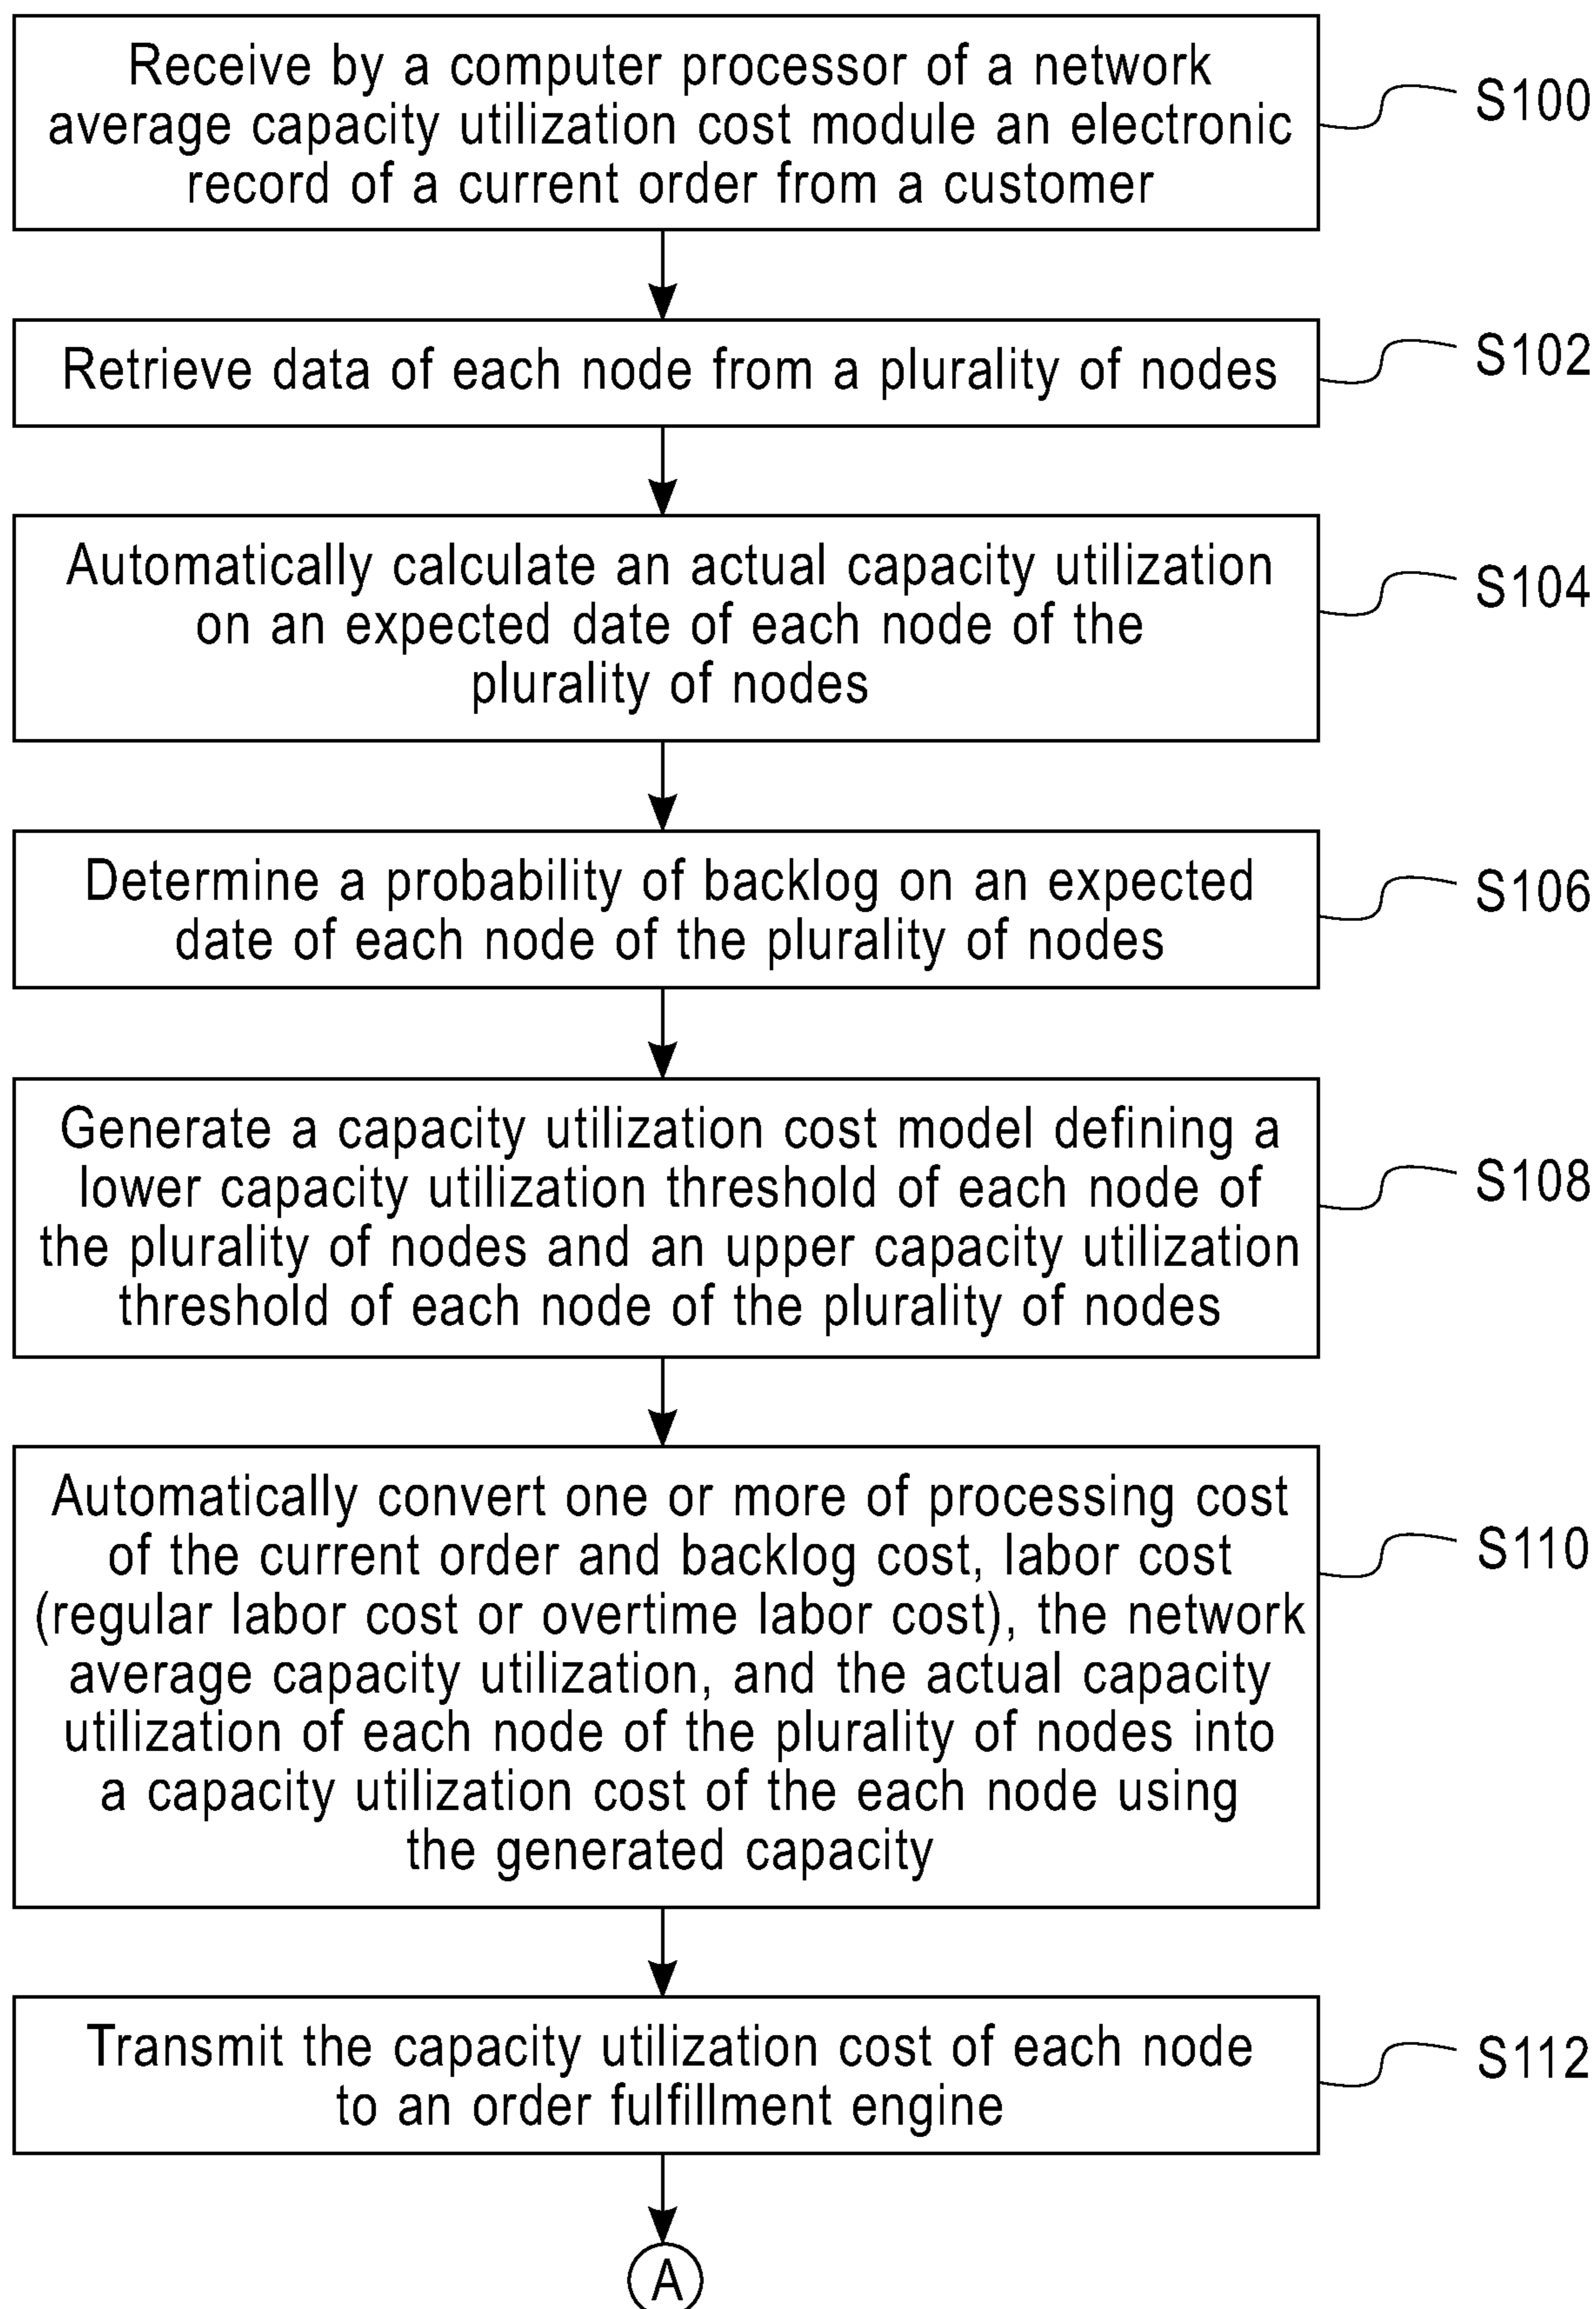 Receive by a computer processor of a network
average capacity utilization cost module an electronic
record of a current order from a customer
S100
Retrieve data of each node from a plurality of nodes
S102
Automatically calculate an actual capacity utilization
on an expected date of each node of the
plurality of nodes
S104
Determine a probability of backlog on an expected
date of each node of the plurality of nodes
S106
Generate a capacity utilization cost model defining a
lower capacity utilization threshold of each node of
the plurality of nodes and an upper capacity utilization
threshold of each node of the plurality of nodes
S108
Automatically convert one or more of processing cost
of the current order and backlog cost, labor cost
(regular labor cost or overtime labor cost), the network
average capacity utilization, and the actual capacity
utilization of each node of the plurality of nodes into
a capacity utilization cost of the each node using
the generated capacity
S110
Transmit the capacity utilization cost of each node
to an order fulfillment engine
S112
A